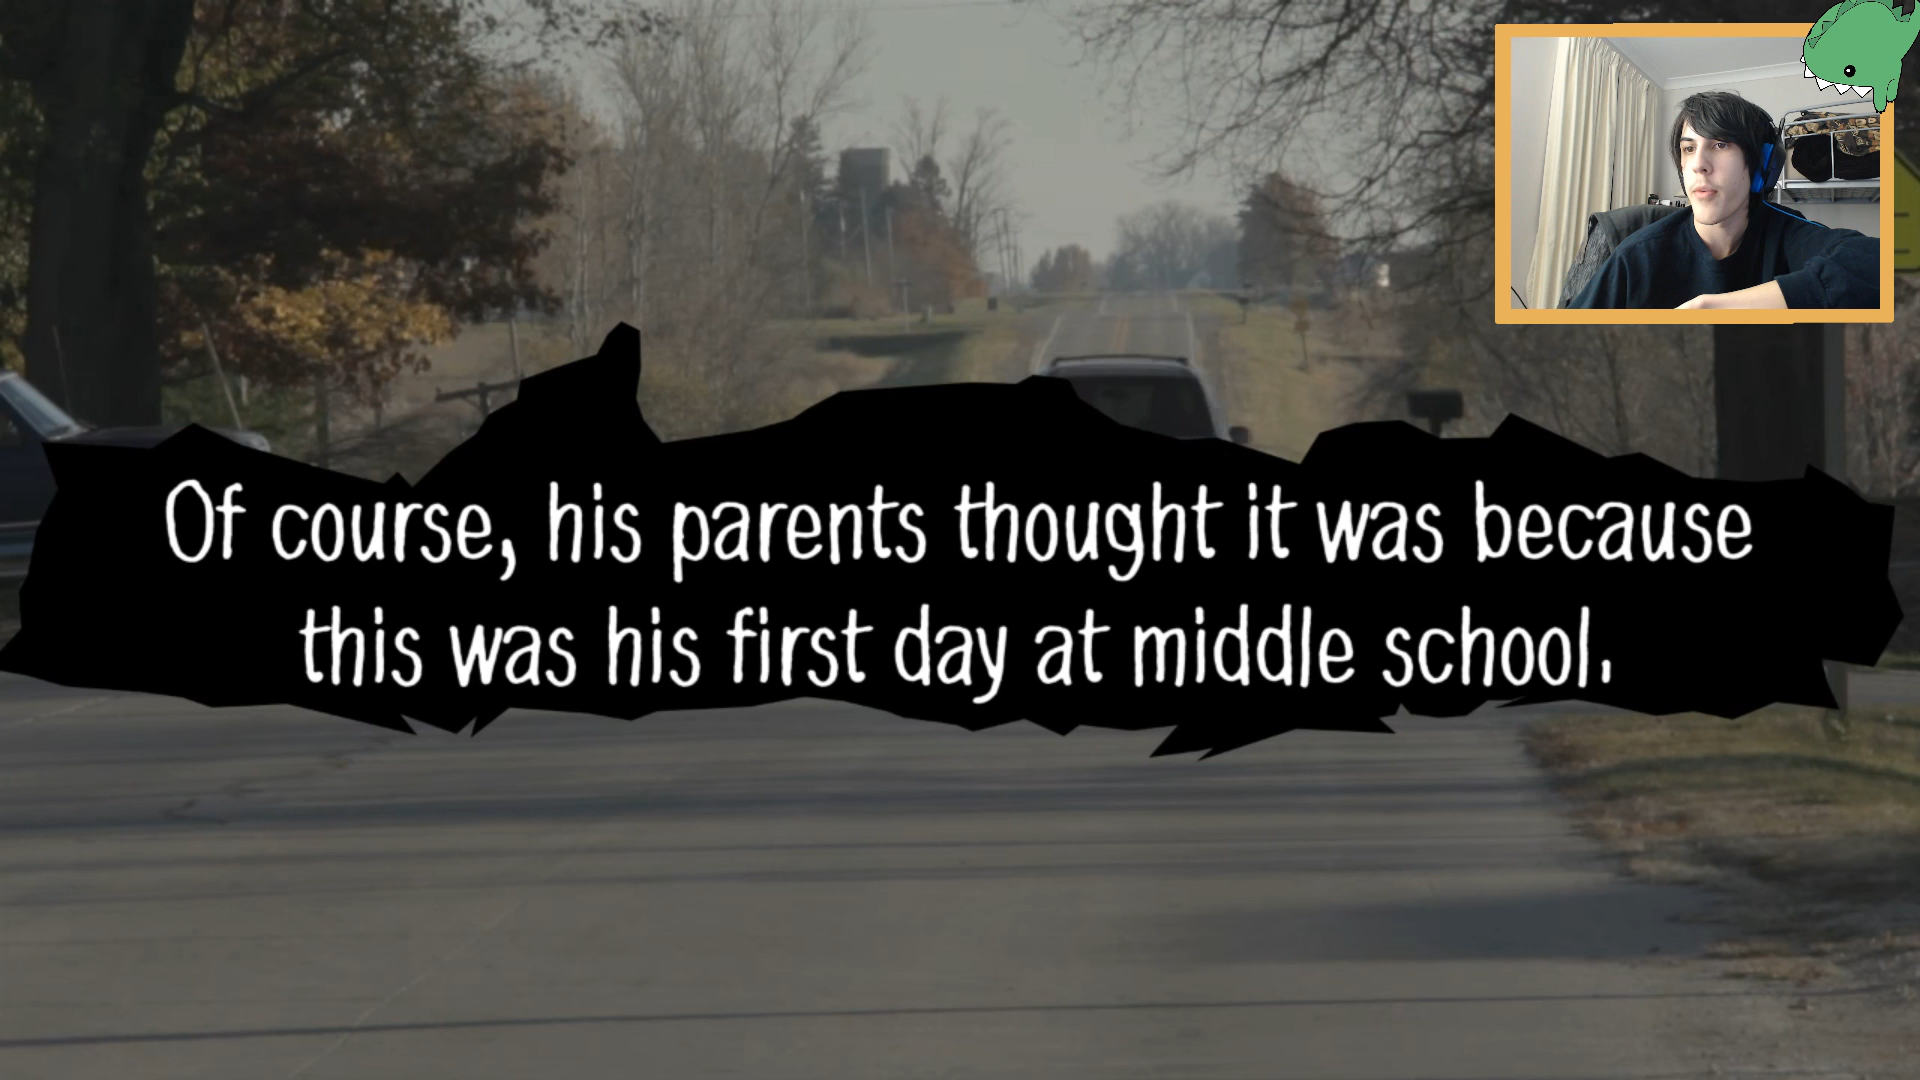 Of course, his parents thought it was because
this was his first day at middle school.